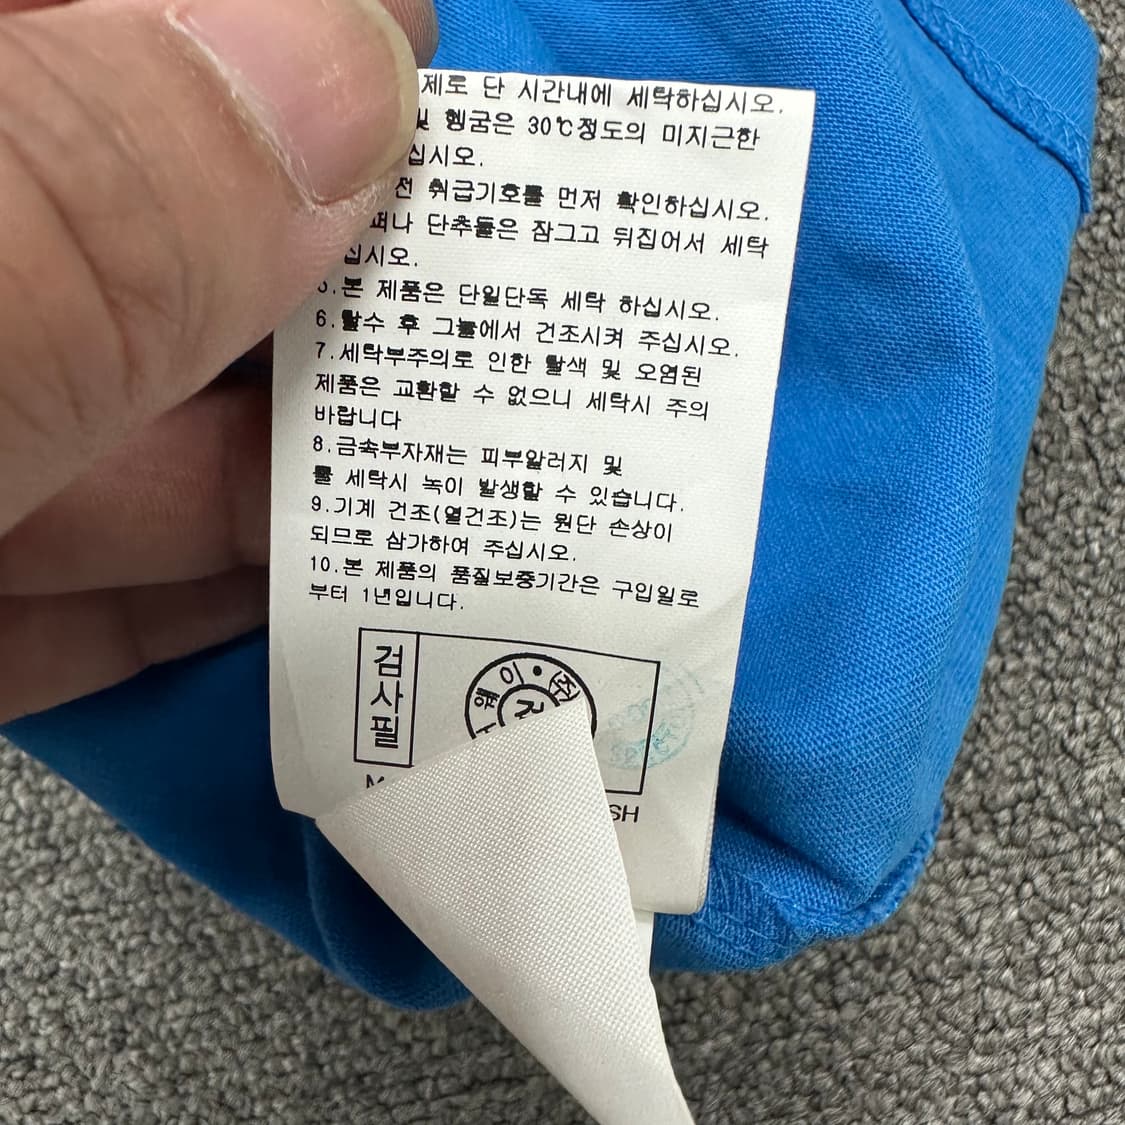 제로 단 시간내에 세탁하십시오.
및 헹굼은 30℃정도의 미지근한
십시오.
전 취급기호를 먼저 확인하십시오.
퍼나 단추들은 잠그고 뒤집어서 세탁
십시오.
5.본 제품은 단일단독 세탁 하십시오.
6.탈수 후 그늘에서 건조시켜 주십시오.
7.세탁부주의로 인한 탈색 및 오염된
제품은 교환할 수 없으니 세탁시 주의
바랍니다
8.금속부자재는 피부알러지 및
물 세탁시 녹이 발생할 수 있습니다.
9.기계 건조(열건조)는 원단 손상이
되므로 삼가하여 주십시오.
10.본 제품의 품질보증기간은 구입일로
부터 1년입니다.
검사필
웨이•(주)
SH